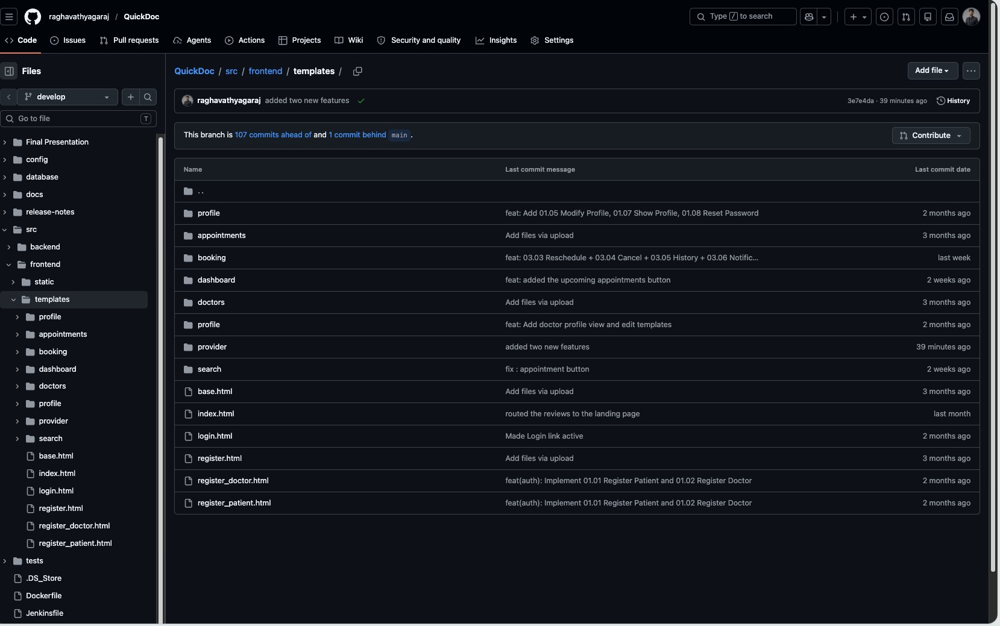 raghavathyagaraj / QuickDoc
Type / to search
Code Issues Pull requests Agents Actions Projects Wiki Security and quality Insights Settings
Files
develop
Go to file T
Final Presentation
config
database
docs
release-notes
src
backend
frontend
static
templates
profile
appointments
booking
dashboard
doctors
profile
provider
search
base.html
index.html
login.html
register.html
register_doctor.html
register_patient.html
tests
.DS_Store
Dockerfile
Jenkinsfile
QuickDoc / src / frontend / templates /
Add file
raghavathyagaraj added two new features 3e7e4da · 39 minutes ago History
This branch is 107 commits ahead of and 1 commit behind main .
Contribute
Name Last commit message Last commit date
..
profile feat: Add 01.05 Modify Profile, 01.07 Show Profile, 01.08 Reset Password 2 months ago
appointments Add files via upload 3 months ago
booking feat: 03.03 Reschedule + 03.04 Cancel + 03.05 History + 03.06 Notific... last week
dashboard feat: added the upcoming appointments button 2 weeks ago
doctors Add files via upload 3 months ago
profile feat: Add doctor profile view and edit templates 2 months ago
provider added two new features 39 minutes ago
search fix : appointment button 2 weeks ago
base.html Add files via upload 3 months ago
index.html routed the reviews to the landing page last month
login.html Made Login link active 2 months ago
register.html Add files via upload 3 months ago
register_doctor.html feat(auth): Implement 01.01 Register Patient and 01.02 Register Doctor 2 months ago
register_patient.html feat(auth): Implement 01.01 Register Patient and 01.02 Register Doctor 2 months ago